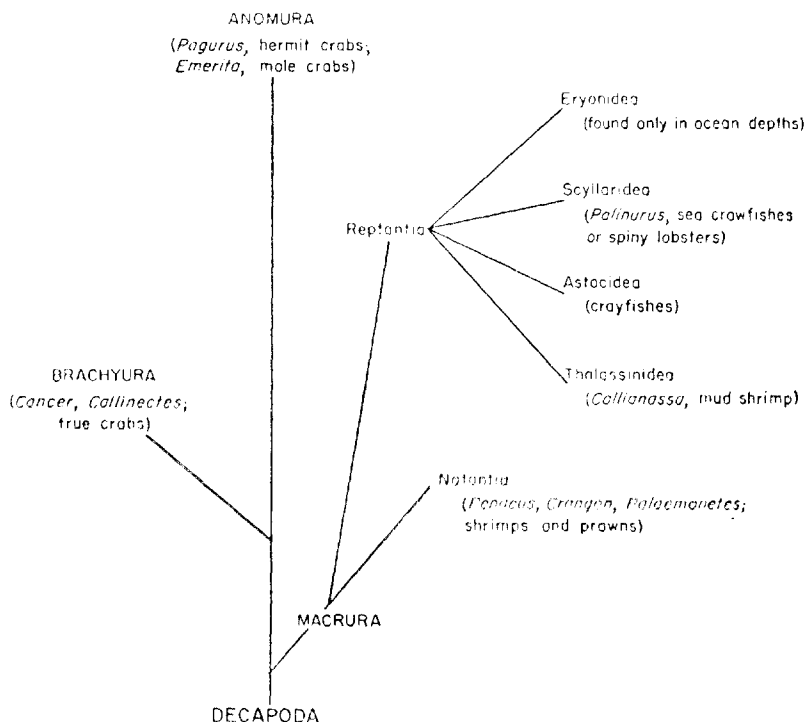 ANOMURA
(Pagurus, hermit crabs;
Emerita, mole crabs)
Eryonidea
(found only in ocean depths)
Scyllaridea
(Palinurus, sea crawfishes
or spiny lobsters)
Reptantia
Astacidea
(crayfishes)
BRACHYURA
(Cancer, Callinectes;
true crabs)
Thalassinidea
(Callianassa, mud shrimp)
Natantia
(Penaeus, Crangon, Palaemonetes;
shrimps and prawns)
MACRURA
DECAPODA